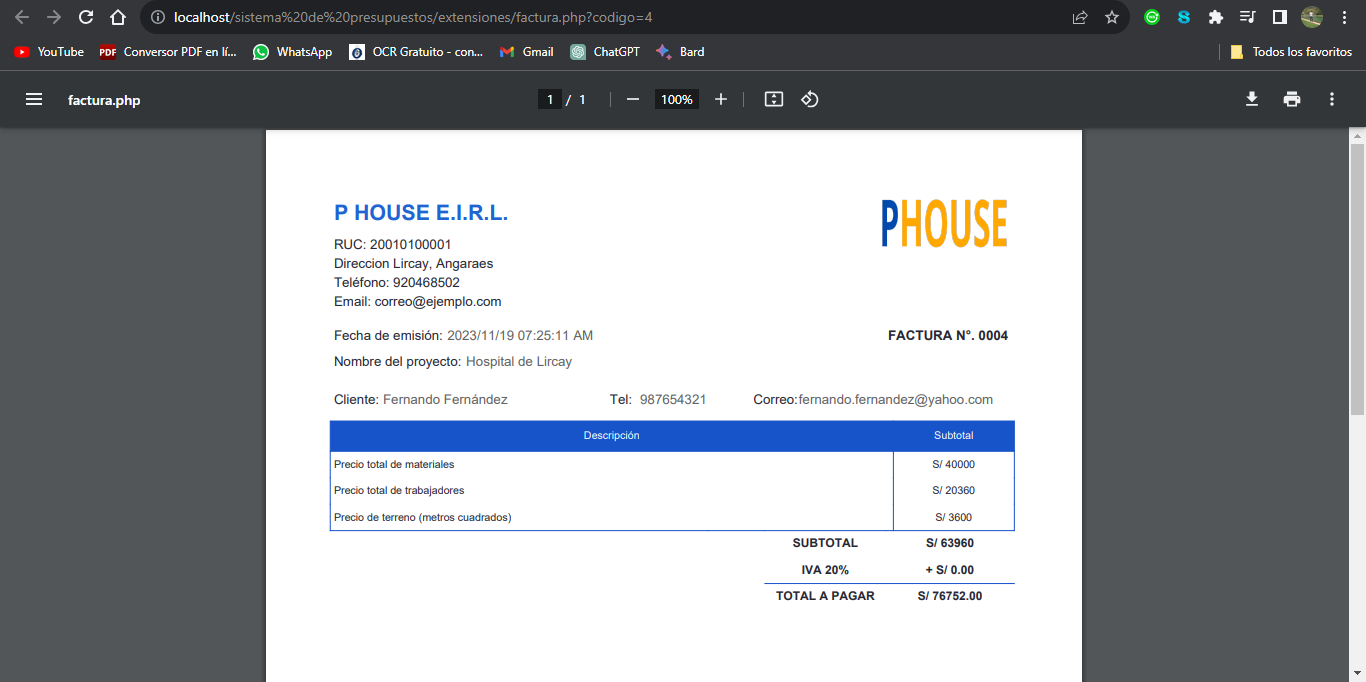 localhost/sistema%20de%20presupuestos/extensiones/factura.php?codigo=4
YouTube PDF Conversor PDF en lí... WhatsApp OCR Gratuito - con... Gmail ChatGPT Bard Todos los favoritos
factura.php 1 / 1 100%
P HOUSE E.I.R.L. PHOUSE
RUC: 20010100001
Direccion Lircay, Angaraes
Teléfono: 920468502
Email: correo@ejemplo.com
Fecha de emisión: 2023/11/19 07:25:11 AM FACTURA N°. 0004
Nombre del proyecto: Hospital de Lircay
Cliente: Fernando Fernández Tel: 987654321 Correo:fernando.fernandez@yahoo.com
Descripción Subtotal
Precio total de materiales S/ 40000
Precio total de trabajadores S/ 20360
Precio de terreno (metros cuadrados) S/ 3600
SUBTOTAL S/ 63960
IVA 20% + S/ 0.00
TOTAL A PAGAR S/ 76752.00